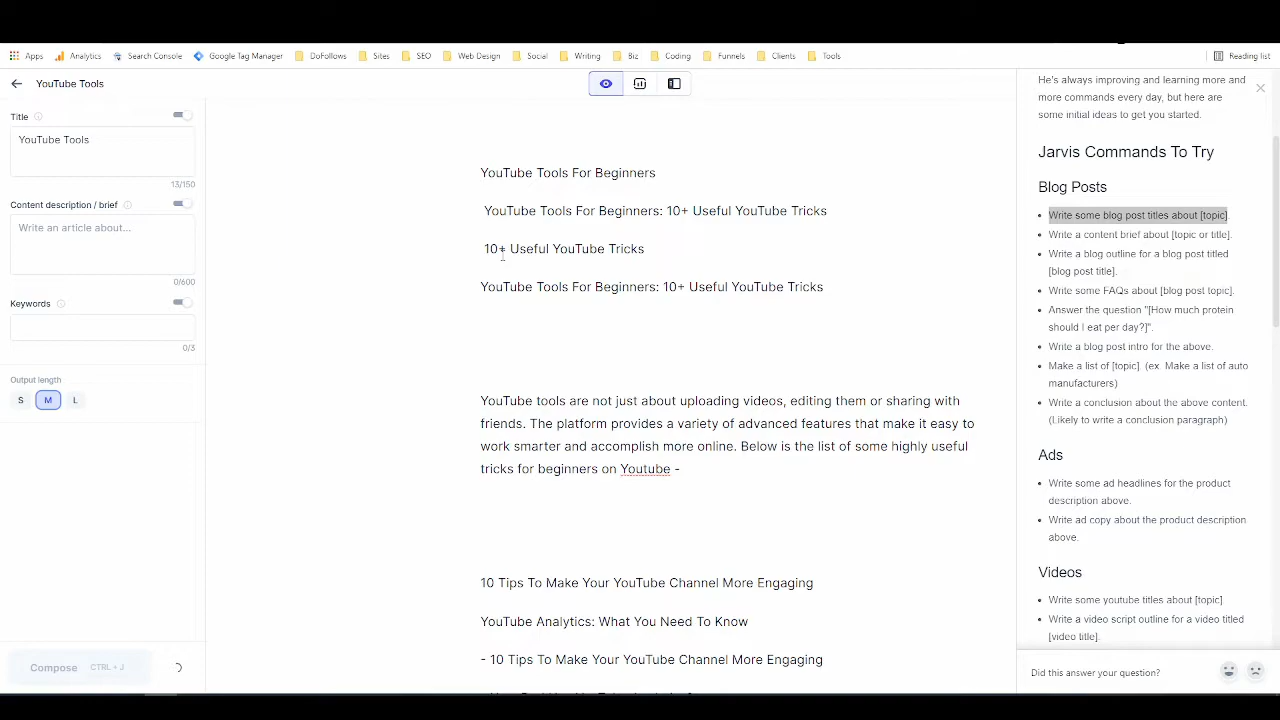 Apps Analytics Search Console Google Tag Manager DoFollows Sites SEO Web Design Social Writing Biz Coding Funnels Clients Tools Reading list
YouTube Tools
Title
YouTube Tools
13/150
Content description / brief
Write an article about...
0/600
Keywords
0/3
Output length
S M L
Compose CTRL + J
YouTube Tools For Beginners
YouTube Tools For Beginners: 10+ Useful YouTube Tricks
10+ Useful YouTube Tricks
YouTube Tools For Beginners: 10+ Useful YouTube Tricks
YouTube tools are not just about uploading videos, editing them or sharing with
friends. The platform provides a variety of advanced features that make it easy to
work smarter and accomplish more online. Below is the list of some highly useful
tricks for beginners on Youtube -
10 Tips To Make Your YouTube Channel More Engaging
YouTube Analytics: What You Need To Know
- 10 Tips To Make Your YouTube Channel More Engaging
He's always improving and learning more and
more commands every day, but here are
some initial ideas to get you started.
Jarvis Commands To Try
Blog Posts
• Write some blog post titles about [topic].
• Write a content brief about [topic or title].
• Write a blog outline for a blog post titled
[blog post title].
• Write some FAQs about [blog post topic].
• Answer the question "[How much protein
should I eat per day?]".
• Write a blog post intro for the above.
• Make a list of [topic]. (ex. Make a list of auto
manufacturers)
• Write a conclusion about the above content.
(Likely to write a conclusion paragraph)
Ads
• Write some ad headlines for the product
description above.
• Write ad copy about the product description
above.
Videos
• Write some youtube titles about [topic]
• Write a video script outline for a video titled
[video title].
Did this answer your question?